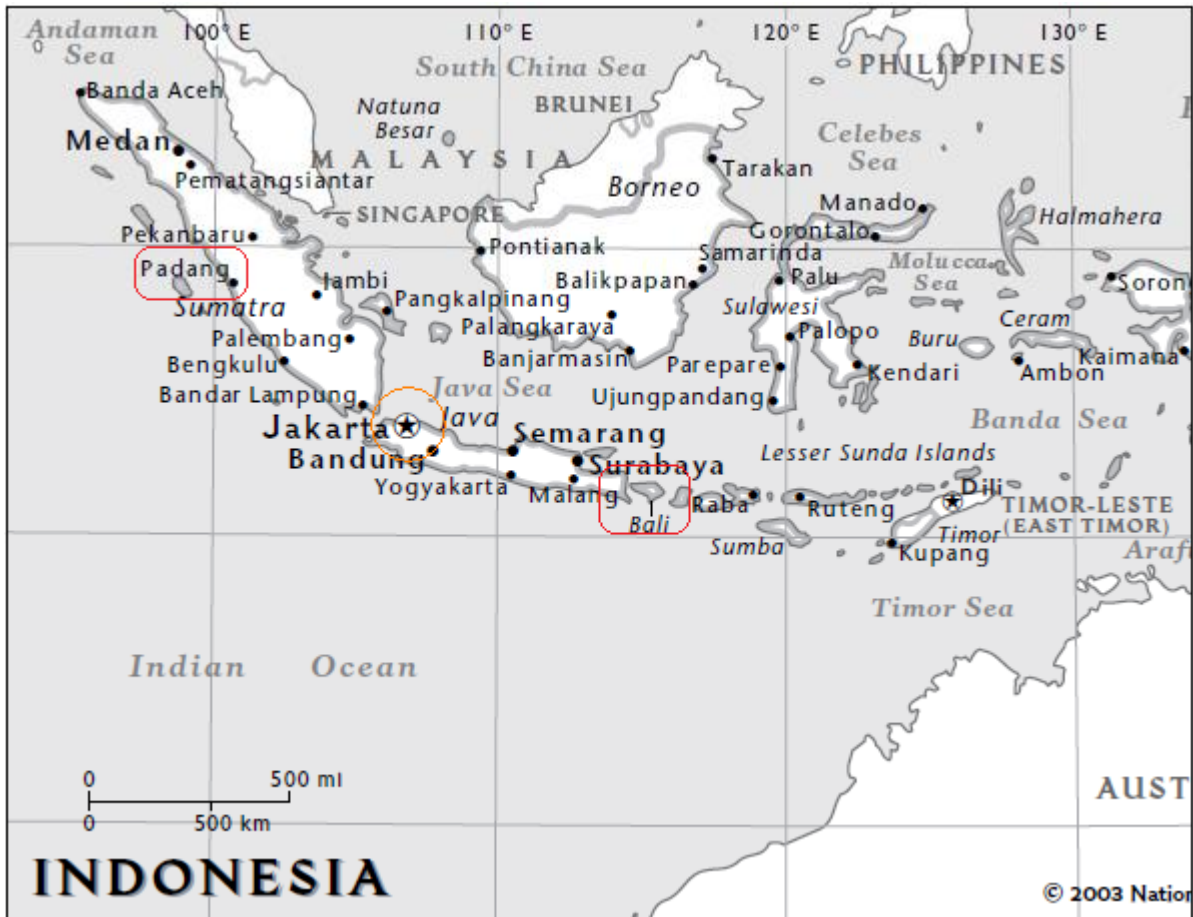 Andaman
Sea
100° E
110° E
120° E
130° E
South China Sea
PHILIPPINES
Banda Aceh
Natuna
Besar
BRUNEI
Celebes
Sea
Medan
MALAYSIA
Pematangsiantar
Borneo
Tarakan
SINGAPORE
Manado
Halmahera
Pekanbaru
Pontianak
Gorontalo
Samarinda
Padang
Jambi
Balikpapan
Palu
Molucca
Sea
Soron
Sumatra
Pangkalpinang
Sulawesi
Ceram
Palembang
Palangkaraya
Palopo
Buru
Bengkulu
Banjarmasin
Parepare
Kendari
Ambon
Kaimana
Bandar Lampung
Java Sea
Ujungpandang
Java
Banda Sea
Jakarta
Semarang
Bandung
Surabaya
Lesser Sunda Islands
Yogyakarta
Malang
Raba
Ruteng
Dili
TIMOR-LESTE
(EAST TIMOR)
Bali
Sumba
Timor
Kupang
Araf
Timor Sea
Indian Ocean
0 500 mi
0 500 km
AUST
INDONESIA
© 2003 Nation